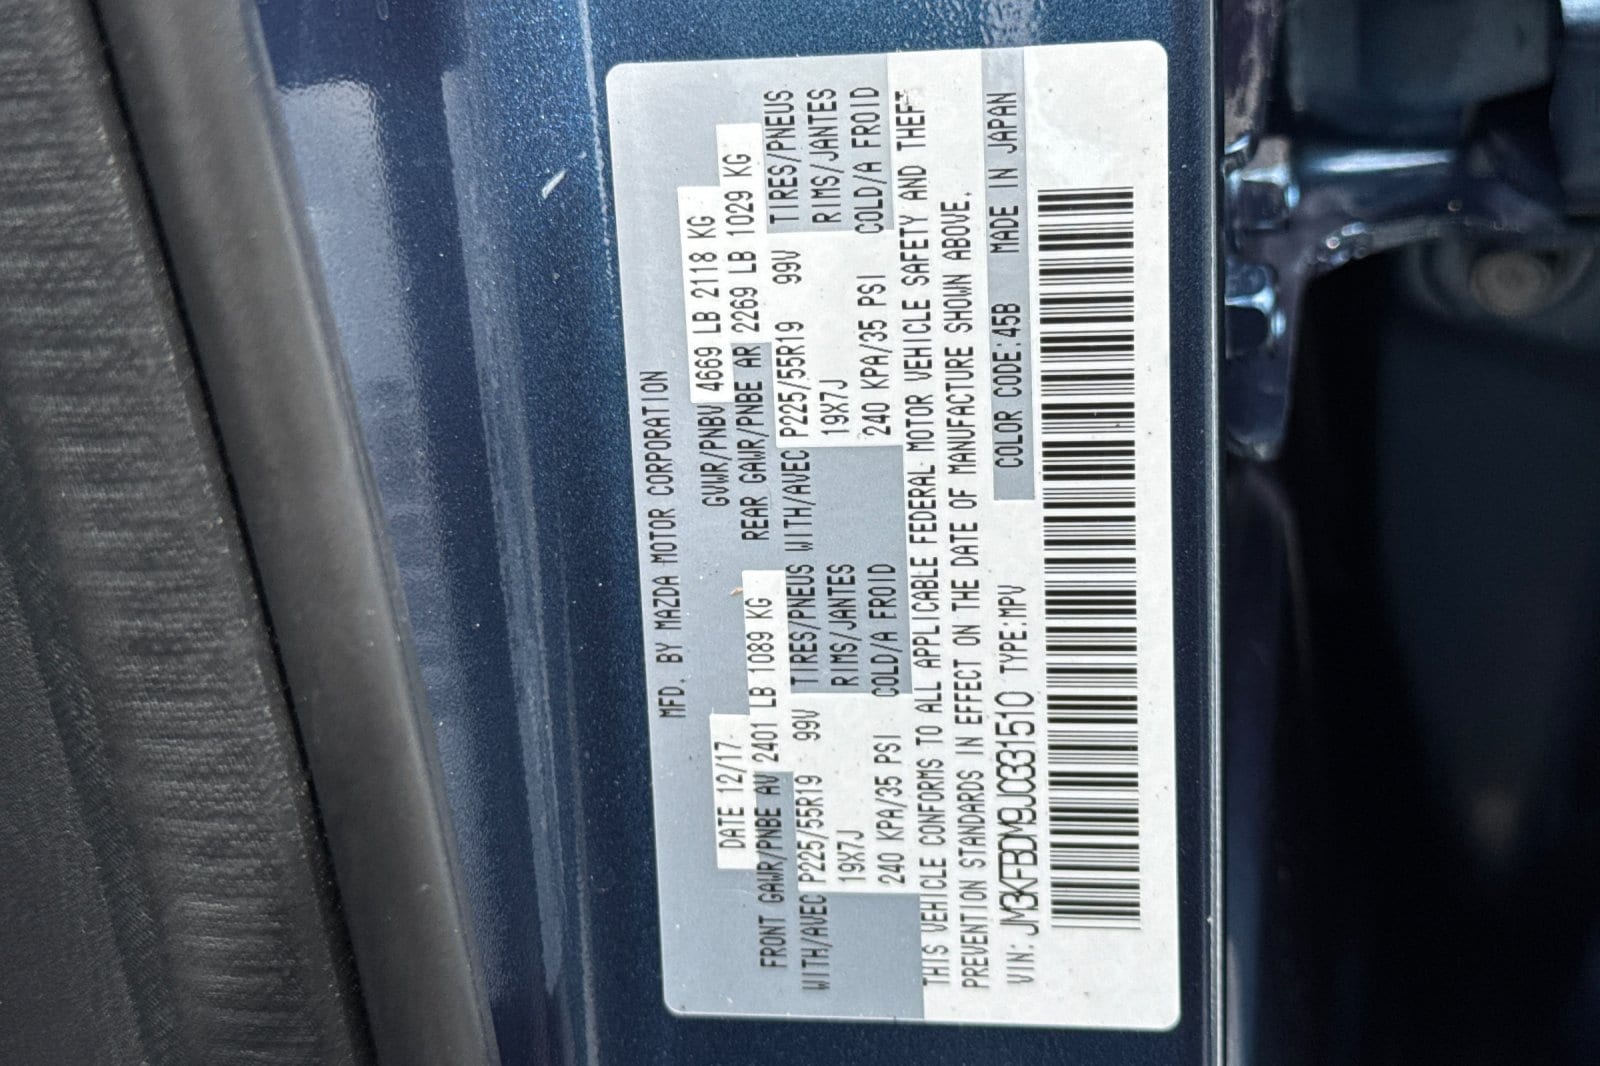 MFD. BY MAZDA MOTOR CORPORATION
DATE 12/17 GVWR/PNBV 4669 LB 2118 KG
FRONT GAWR/PNBE AV 2401 LB 1089 KG REAR GAWR/PNBE AR 2269 LB 1029 KG
WITH/AVEC P225/55R19 99V TIRES/PNEUS WITH/AVEC P225/55R19 99V TIRES/PNEUS
19X7J RIMS/JANTES 19X7J RIMS/JANTES
240 KPA/35 PSI COLD/A FROID 240 KPA/35 PSI COLD/A FROID
THIS VEHICLE CONFORMS TO ALL APPLICABLE FEDERAL MOTOR VEHICLE SAFETY AND THEFT
PREVENTION STANDARDS IN EFFECT ON THE DATE OF MANUFACTURE SHOWN ABOVE.
VIN: JM3KFBDM9J0331510 TYPE:MPV COLOR CODE:45B MADE IN JAPAN